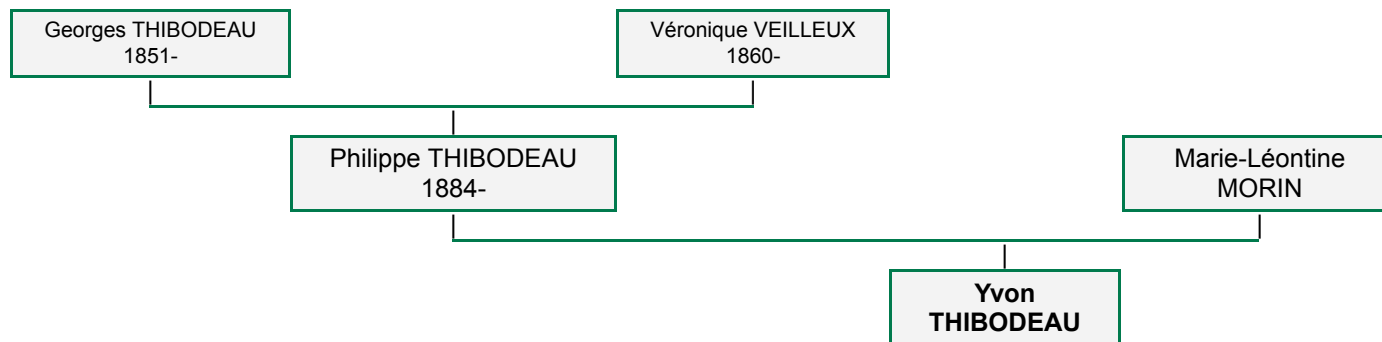 Georges THIBODEAU
1851-
Véronique VEILLEUX
1860-
Philippe THIBODEAU
1884-
Marie-Léontine
MORIN
Yvon
THIBODEAU